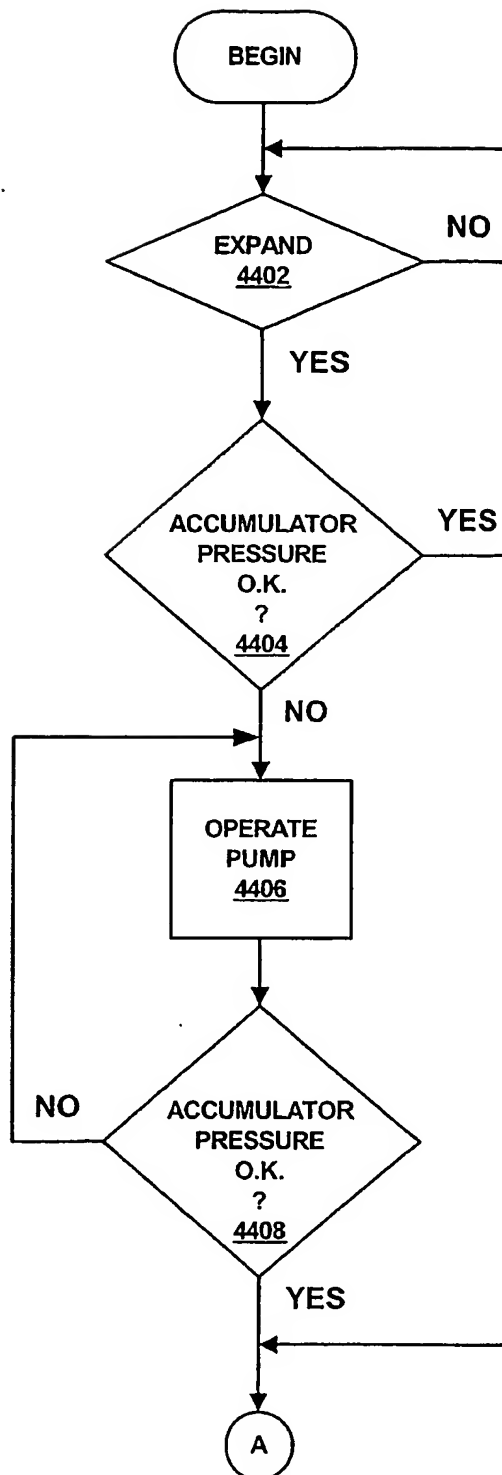 BEGIN
EXPAND
4402
NO
YES
ACCUMULATOR
PRESSURE
O.K.
?
4404
YES
NO
OPERATE
PUMP
4406
ACCUMULATOR
PRESSURE
O.K.
?
4408
NO
YES
A